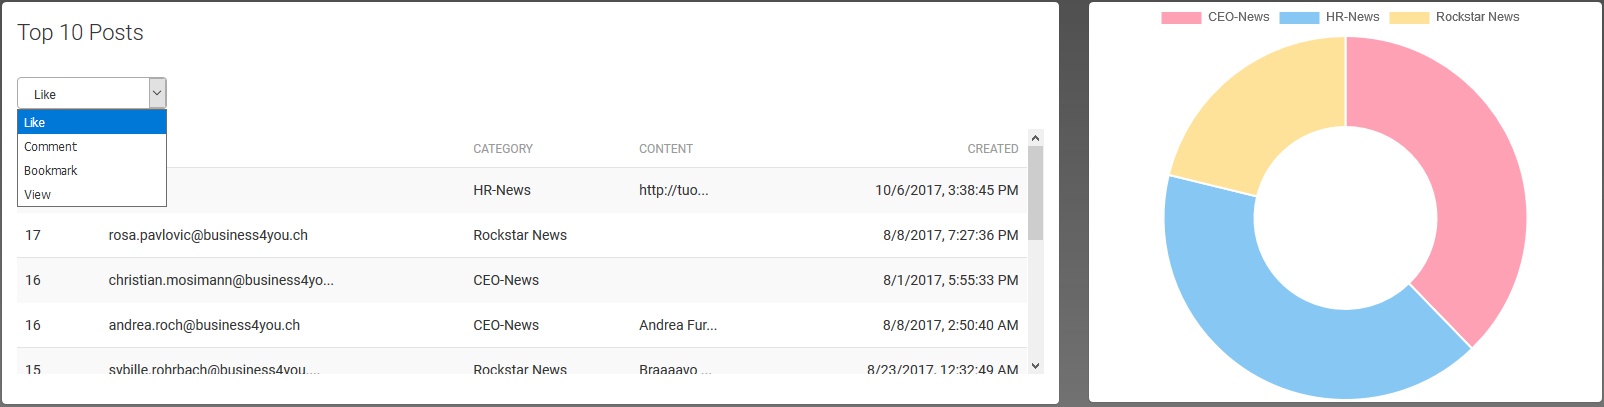 Top 10 Posts
Like
Like
Comment
Bookmark
View
CATEGORY CONTENT CREATED
HR-News http://tuo... 10/6/2017, 3:38:45 PM
17 rosa.pavlovic@business4you.ch Rockstar News 8/8/2017, 7:27:36 PM
16 christian.mosimann@business4yo... CEO-News 8/1/2017, 5:55:33 PM
16 andrea.roch@business4you.ch CEO-News Andrea Fur... 8/8/2017, 2:50:40 AM
15 sybille.rohrbach@business4you.... Rockstar News Braaaavo ... 8/23/2017, 12:32:49 AM
CEO-News HR-News Rockstar News